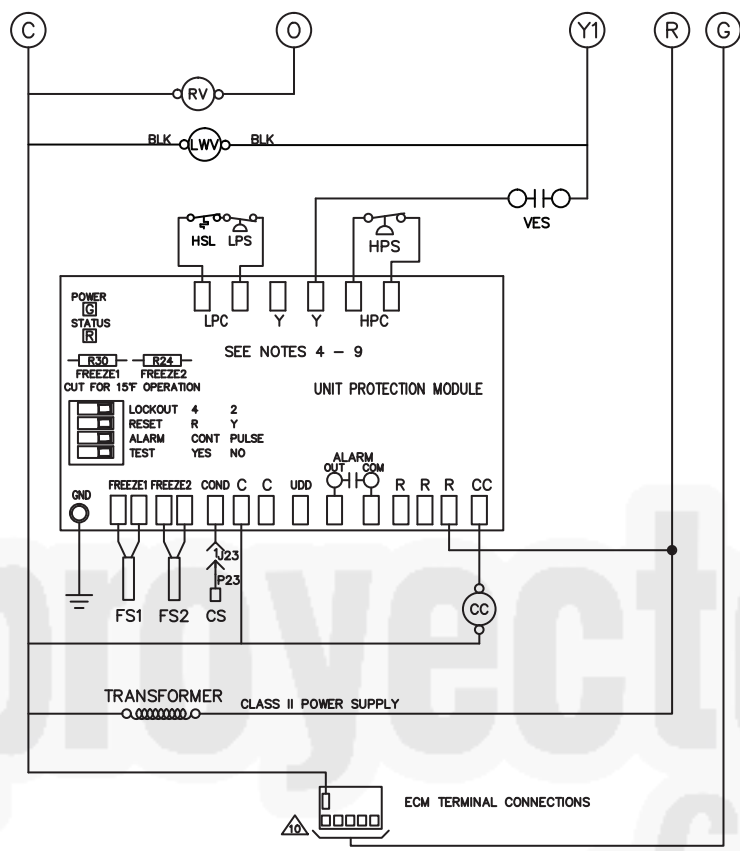 C O Y1 R G
RV
BLK LWV BLK
VES
HSL LPS HPS
POWER
G
STATUS
R
LPC Y Y HPC
SEE NOTES 4 - 9
R30 R24
FREEZE1 FREEZE2
CUT FOR 15°F OPERATION
UNIT PROTECTION MODULE
LOCKOUT 4 2
RESET R Y
ALARM CONT PULSE
TEST YES NO
ALARM
OUT COM
GND FREEZE1 FREEZE2 COND C C UDD R R R CC
1 J23
P23
FS1 FS2 CS
CC
TRANSFORMER
CLASS II POWER SUPPLY
ECM TERMINAL CONNECTIONS
10
proyect